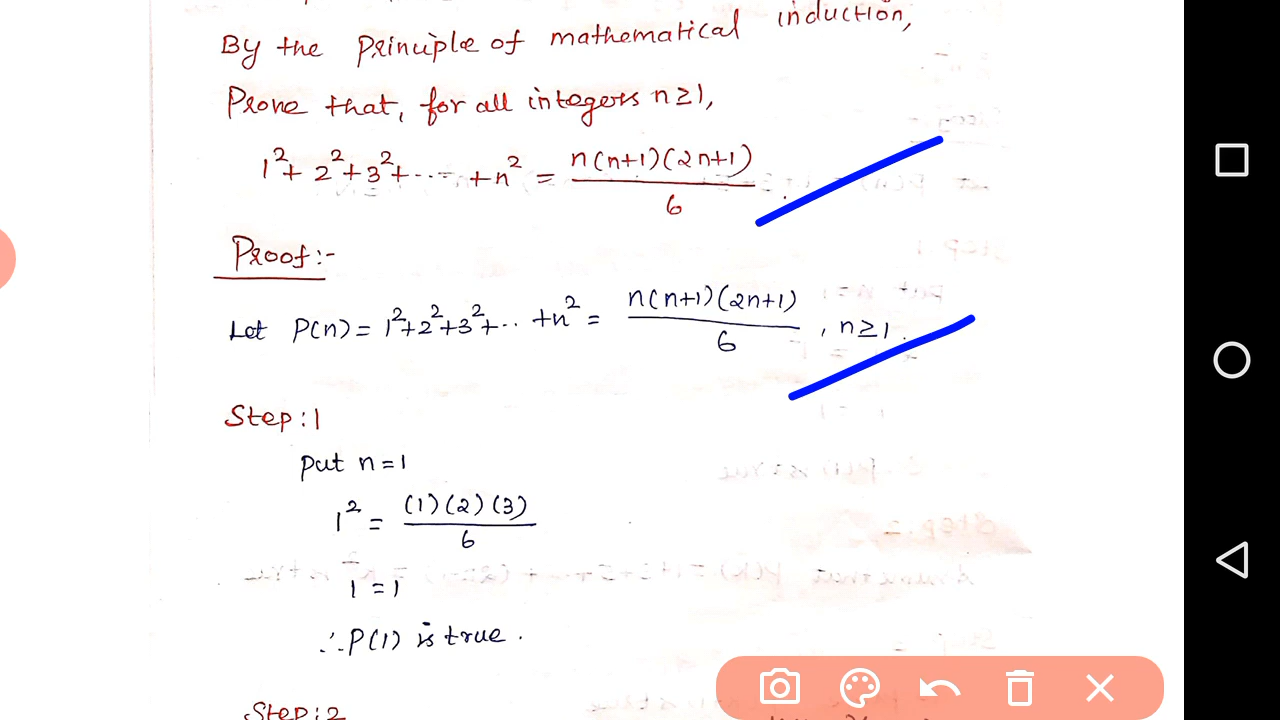 By the Principle of mathematical induction,
Prove that, for all integers n ≥ 1,
1² + 2² + 3² + ..... + n² = n(n+1)(2n+1) / 6 .
Proof:-
Let P(n) = 1² + 2² + 3² + .. + n² = n(n+1)(2n+1) / 6 , n ≥ 1.
Step:1
put n = 1
1² = (1)(2)(3) / 6
1 = 1
∴ P(1) is true.
Step:2